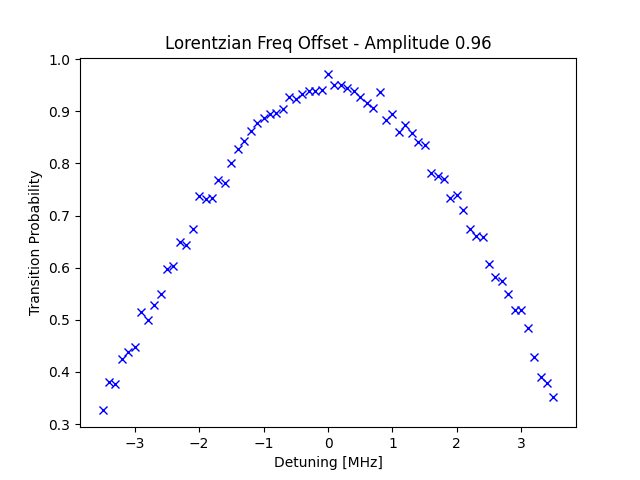 Lorentzian Freq Offset - Amplitude 0.96
Transition Probability
1.0
0.9
0.8
0.7
0.6
0.5
0.4
0.3
−3 −2 −1 0 1 2 3
Detuning [MHz]